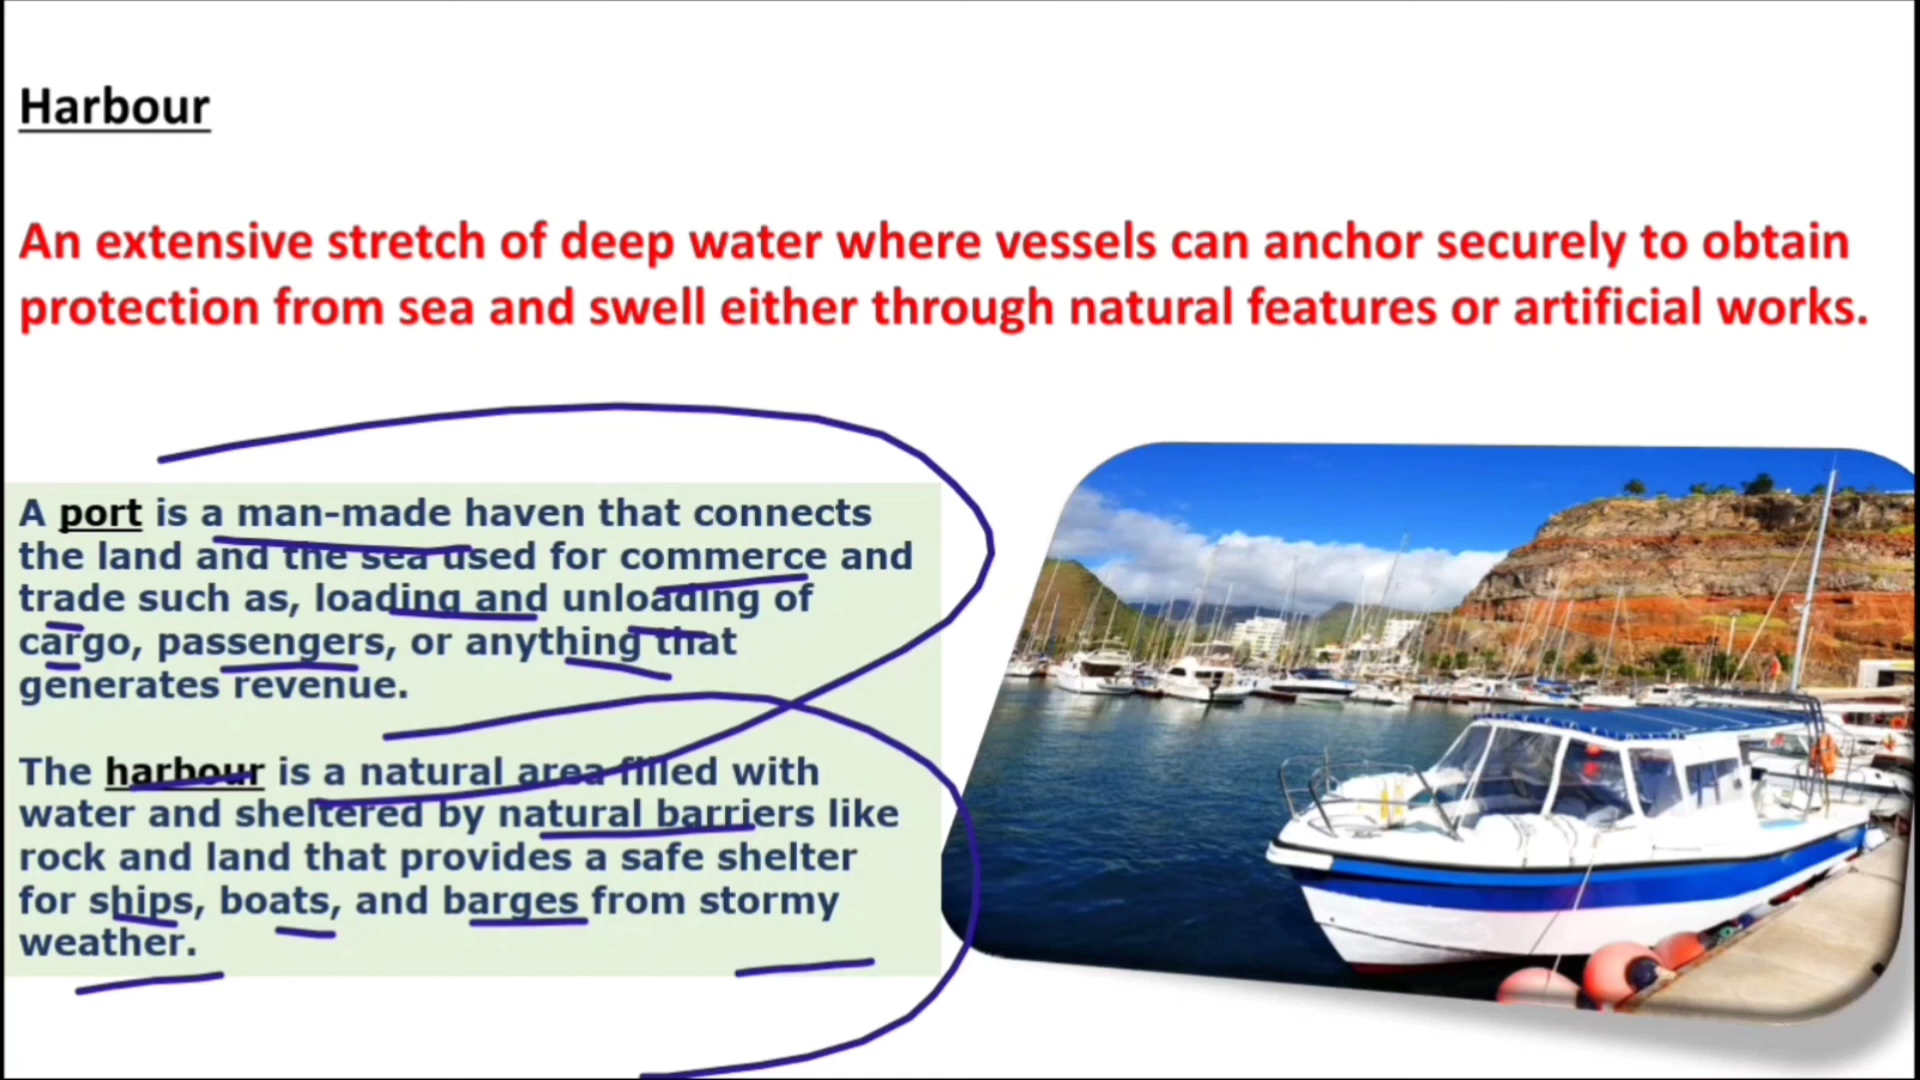 Harbour
An extensive stretch of deep water where vessels can anchor securely to obtain
protection from sea and swell either through natural features or artificial works.
A port is a man-made haven that connects
the land and the sea used for commerce and
trade such as, loading and unloading of
cargo, passengers, or anything that
generates revenue.
The harbour is a natural area filled with
water and sheltered by natural barriers like
rock and land that provides a safe shelter
for ships, boats, and barges from stormy
weather.